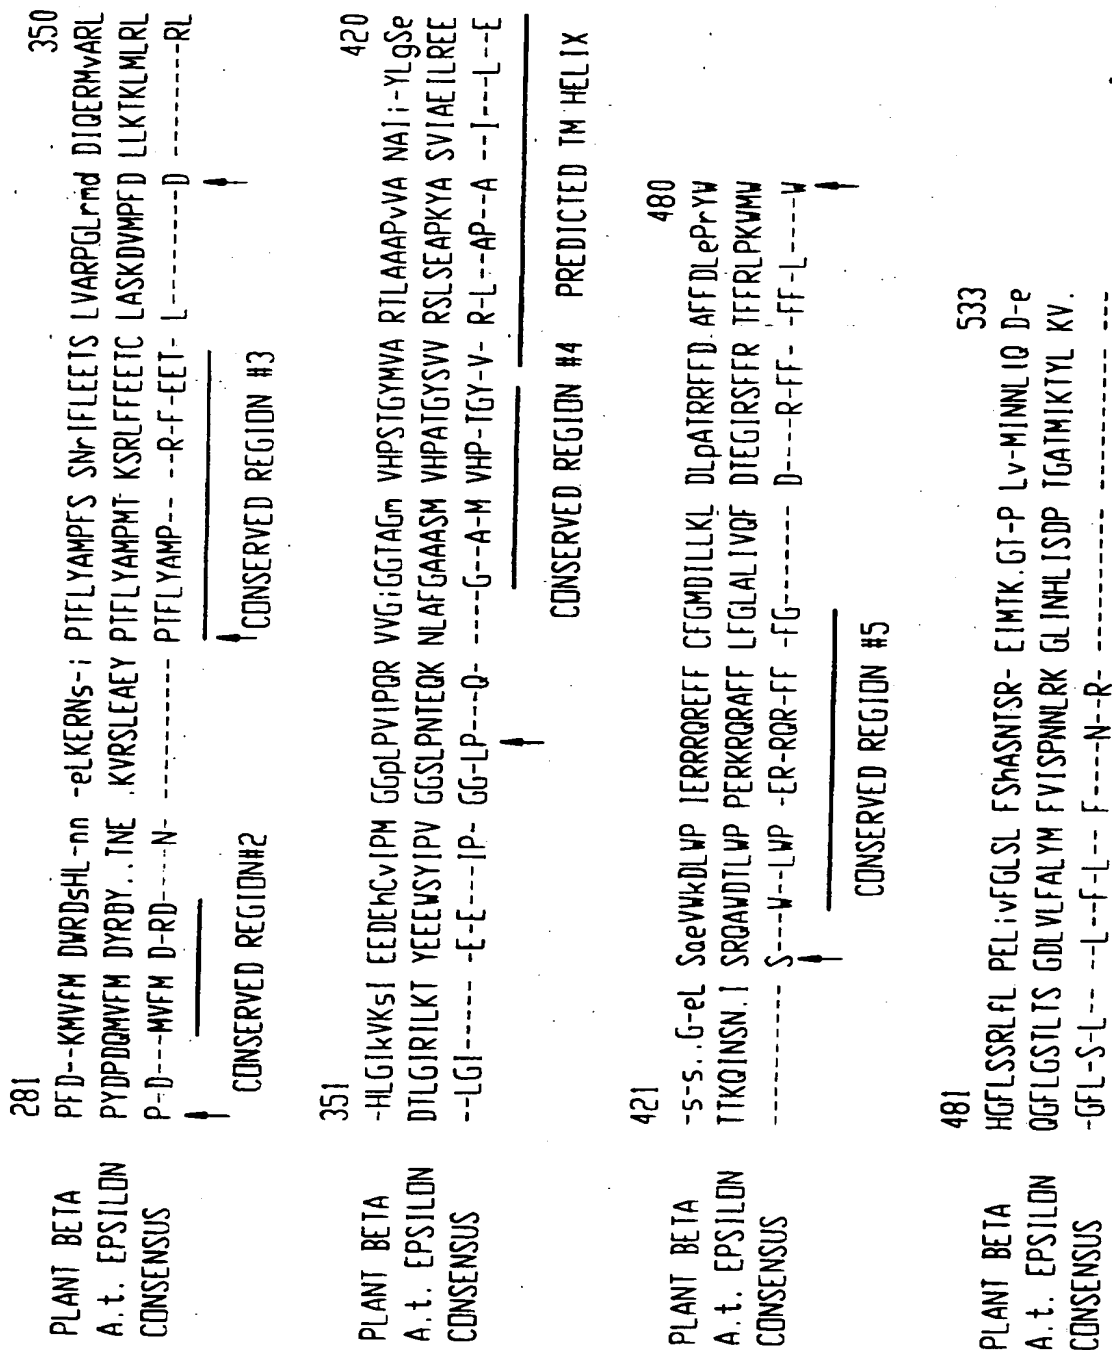 281 350
PLANT BETA PFD--KMVFM DWRDsHL-nn -eLKERNs-i PTFLYAMPFS SNrIFLEETS LVARPGLrmd DIQERMvARL
A.t. EPSILON PYDPDQMVFM DYRDY..TNE .KVRSLEAEY PTFLYAMPMT KSRLFFEETC LASKDVMPFD LLKTKLMLRL
CONSENSUS P-D---MVFM D-RD----N- ---------- PTFLYAMP-- --R-F-EET- L--------D --------RL
CONSERVED REGION#2 CONSERVED REGION #3
351 420
PLANT BETA -HLGIkVKsI EEDEhCvIPM GGpLPVIPQR VVGiGGTAGm VHPSTGYMVA RTLAAAPvVA NAIi-YLgSe
A.t. EPSILON DTLGIRILKT YEEEWSYIPV GGSLPNTEQK NLAFGAAASM VHPATGYSVV RSLSEAPKYA SVIAEILREE
CONSENSUS --LGI----- -E-E---IP- GG-LP---Q- ----G--A-M VHP-TGY-V- R-L--AP--A --I---L--E
CONSERVED REGION #4 PREDICTED TM HELIX
421 480
PLANT BETA -s-s..G-eL SaeVWkDLWP IERRRQREFF CFGMDILLKL DLpATRRFFD AFFDLePrYW
A.t. EPSILON TTKQINSN.I SRQAWDTLWP PERKRQRAFF LFGLALIVQF DTEGIRSFFR TFFRLPKWMW
CONSENSUS ---------- S---W--LWP -ER-RQR-FF -FG------- D----R-FF- -FF-L----W
CONSERVED REGION #5
481 533
PLANT BETA HGFLSSRLFL PELivFGLSL FShASNTSR- EIMTK.GT-P Lv-MINNLIQ D-e
A.t. EPSILON QGFLGSTLTS GDLVLFALYM FVISPNNLRK GLINHLISDP TGATMIKTYL KV.
CONSENSUS -GFL-S-L-- --L--F-L-- F----N--R- ---------- ---------- ---